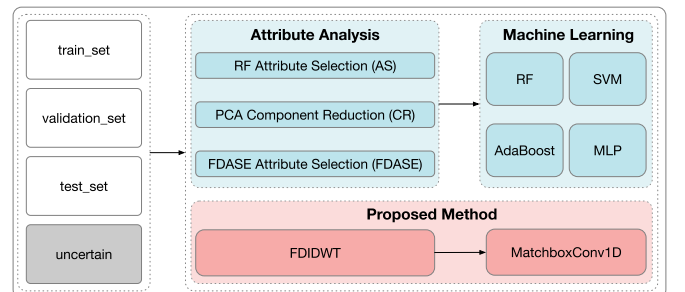 train_set
validation_set
test_set
uncertain
Attribute Analysis
RF Attribute Selection (AS)
PCA Component Reduction (CR)
FDASE Attribute Selection (FDASE)
Machine Learning
RF
SVM
AdaBoost
MLP
Proposed Method
FDIDWT
MatchboxConv1D